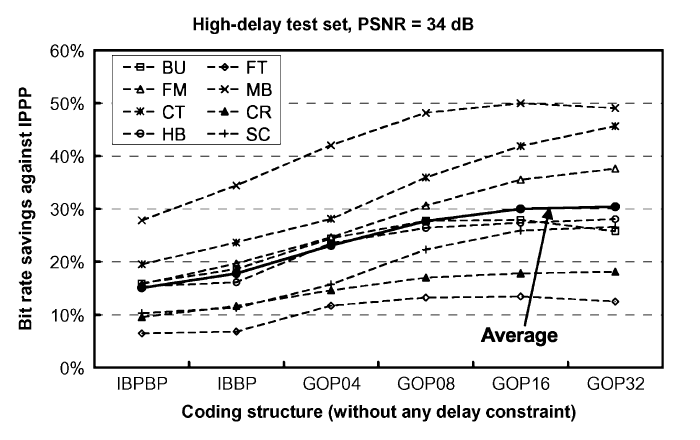 High-delay test set, PSNR = 34 dB
Bit rate savings against IPPP
60%
50%
40%
30%
20%
10%
0%
BU FT
FM MB
CT CR
HB SC
Average
IBPBP IBBP GOP04 GOP08 GOP16 GOP32
Coding structure (without any delay constraint)